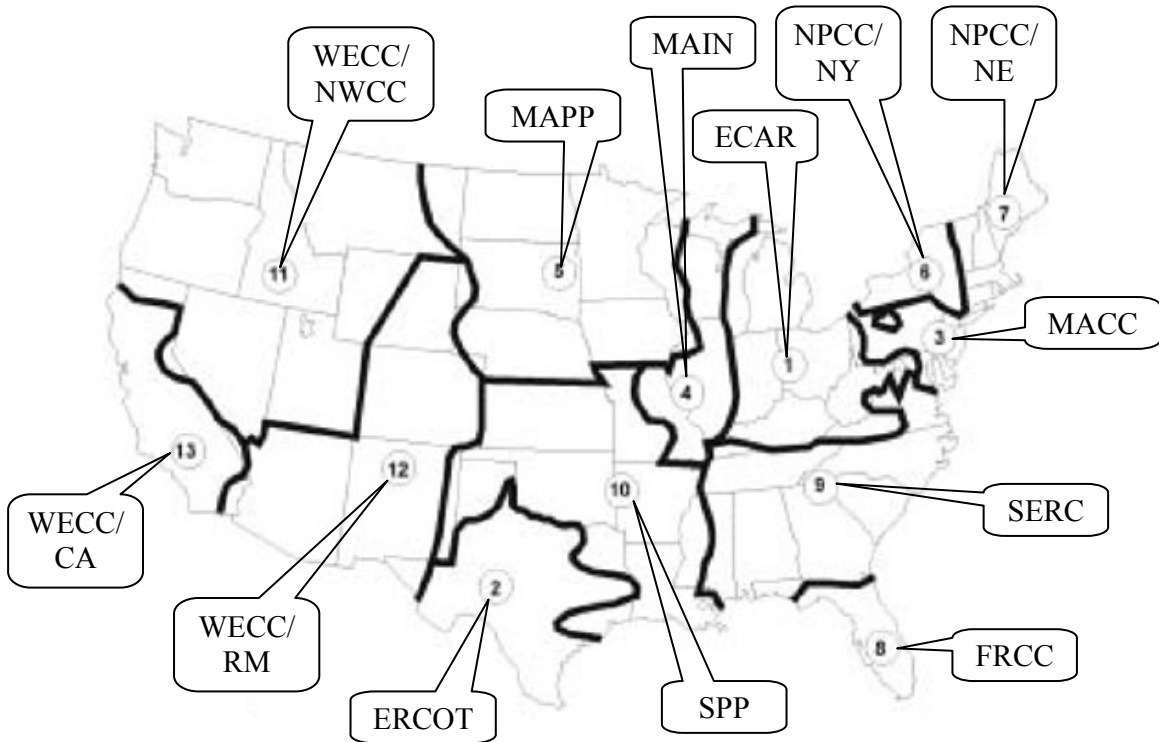 WECC/
NWCC
MAPP
MAIN
ECAR
NPCC/
NY
NPCC/
NE
7
11
5
6
MACC
3
1
4
13
12
10
9
WECC/
CA
SERC
2
WECC/
RM
8
FRCC
ERCOT
SPP